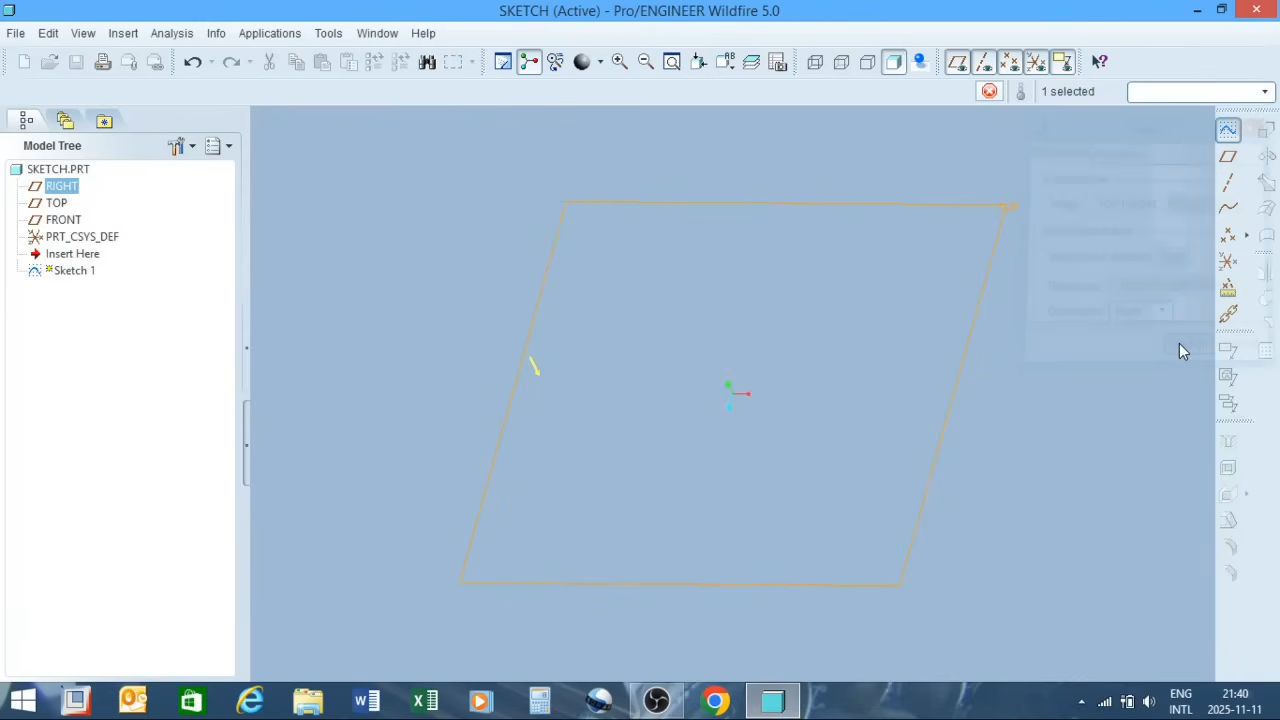 SKETCH (Active) - Pro/ENGINEER Wildfire 5.0
File Edit View Insert Analysis Info Applications Tools Window Help
1 selected
Model Tree
SKETCH.PRT
RIGHT
TOP
FRONT
PRT_CSYS_DEF
Insert Here
Sketch 1
ENG
INTL
21:40
2025-11-11